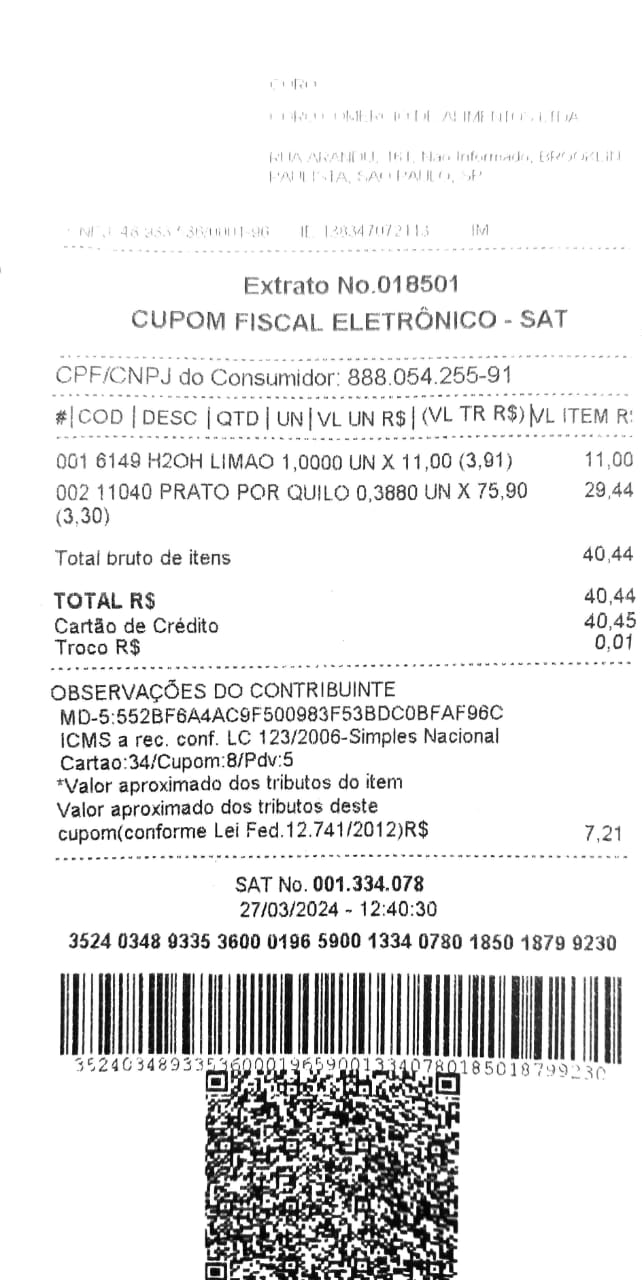 CORO
CORO COMERCIO DE ALIMENTOS LTDA
RUA ARANDU, 161, Nao Informado, BROOKLIN
PAULISTA, SAO PAULO, SP
IE: 138347072113 IM
Extrato No.018501
CUPOM FISCAL ELETRÔNICO - SAT
CPF/CNPJ do Consumidor: 888.054.255-91
#| COD | DESC | QTD | UN | VL UN R$ | (VL TR R$) | VL ITEM R
001 6149 H2OH LIMAO 1,0000 UN X 11,00 (3,91) 11,00
002 11040 PRATO POR QUILO 0,3880 UN X 75,90 29,44
(3,30)
Total bruto de itens 40,44
TOTAL R$ 40,44
Cartão de Crédito 40,45
Troco R$ 0,01
OBSERVAÇÕES DO CONTRIBUINTE
MD-5:552BF6A4AC9F500983F53BDC0BFAF96C
ICMS a rec. conf. LC 123/2006-Simples Nacional
Cartao:34/Cupom:8/Pdv:5
*Valor aproximado dos tributos do item
Valor aproximado dos tributos deste
cupom(conforme Lei Fed.12.741/2012)R$ 7,21
SAT No. 001.334.078
27/03/2024 - 12:40:30
3524 0348 9335 3600 0196 5900 1334 0780 1850 1879 9230
35240348933536000196590013340780185018799230